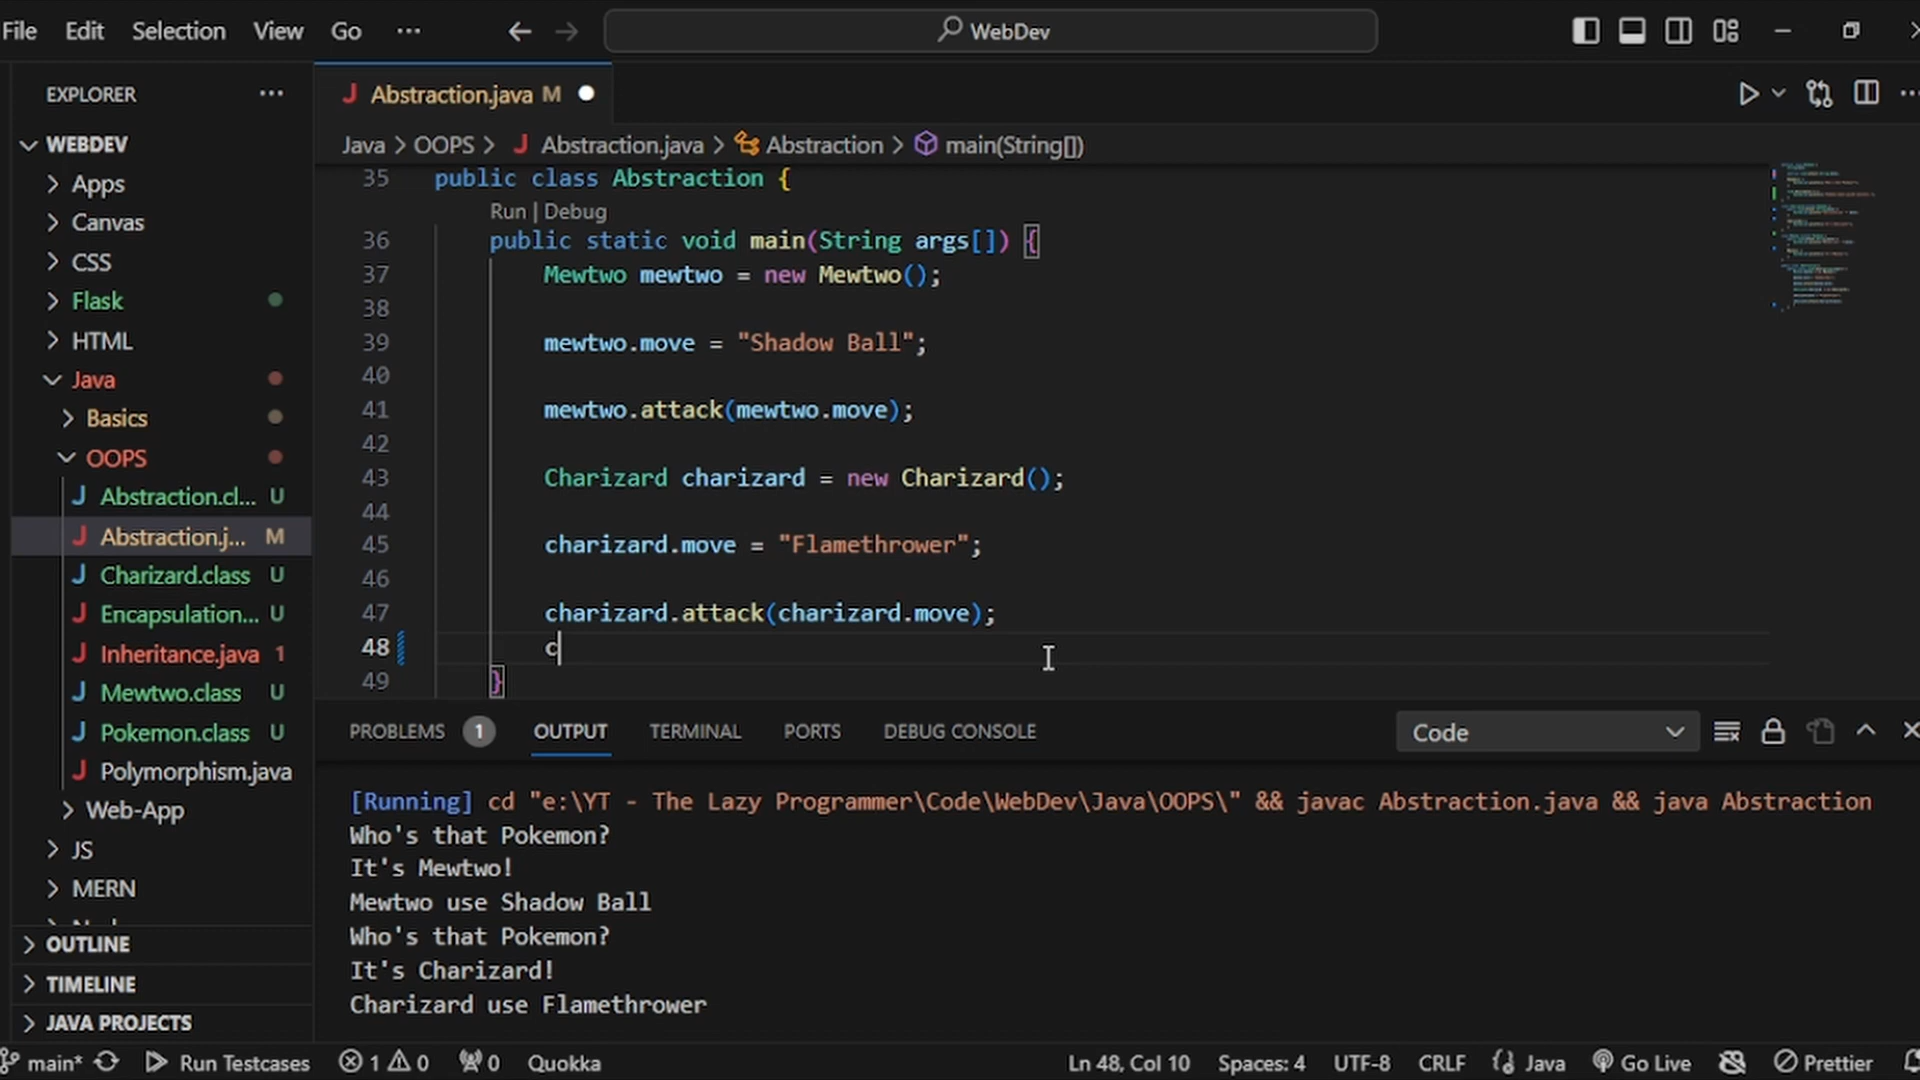 File Edit Selection View Go ··· WebDev
EXPLORER ···
WEBDEV
Apps
Canvas
CSS
Flask
HTML
Java
Basics
OOPS
Abstraction.cl... U
Abstraction.j... M
Charizard.class U
Encapsulation... U
Inheritance.java 1
Mewtwo.class U
Pokemon.class U
Polymorphism.java
Web-App
JS
MERN
OUTLINE
TIMELINE
JAVA PROJECTS
J Abstraction.java M
Java > OOPS > J Abstraction.java > Abstraction > main(String[])
35 public class Abstraction {
Run | Debug
36 public static void main(String args[]) {
37 Mewtwo mewtwo = new Mewtwo();
38
39 mewtwo.move = "Shadow Ball";
40
41 mewtwo.attack(mewtwo.move);
42
43 Charizard charizard = new Charizard();
44
45 charizard.move = "Flamethrower";
46
47 charizard.attack(charizard.move);
48 c
49 }
PROBLEMS 1 OUTPUT TERMINAL PORTS DEBUG CONSOLE Code
[Running] cd "e:\YT - The Lazy Programmer\Code\WebDev\Java\OOPS\" && javac Abstraction.java && java Abstraction
Who's that Pokemon?
It's Mewtwo!
Mewtwo use Shadow Ball
Who's that Pokemon?
It's Charizard!
Charizard use Flamethrower
main* Run Testcases 1 0 0 Quokka Ln 48, Col 10 Spaces: 4 UTF-8 CRLF Java Go Live Prettier